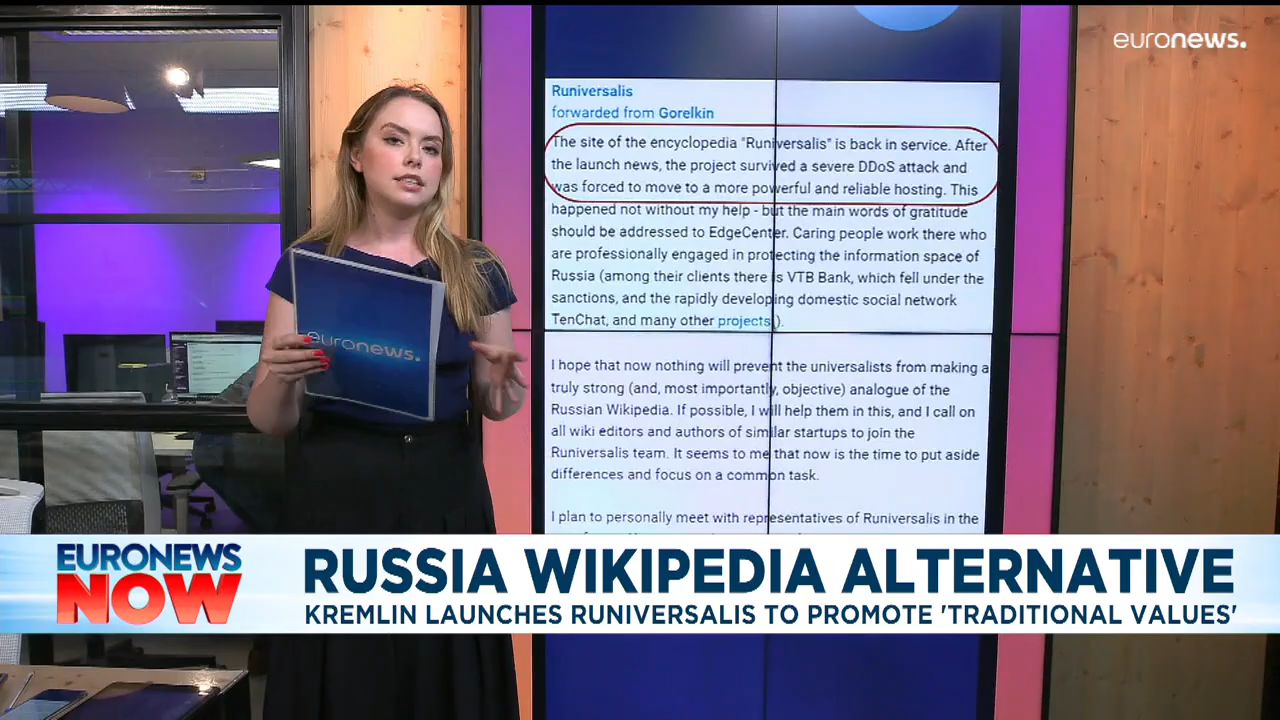 euronews.
Runiversalis
forwarded from Gorelkin
The site of the encyclopedia "Runiversalis" is back in service. After
the launch news, the project survived a severe DDoS attack and
was forced to move to a more powerful and reliable hosting. This
happened not without my help - but the main words of gratitude
should be addressed to EdgeCenter. Caring people work there who
are professionally engaged in protecting the information space of
Russia (among their clients there is VTB Bank, which fell under the
sanctions, and the rapidly developing domestic social network
TenChat, and many other projects ).
I hope that now nothing will prevent the universalists from making a
truly strong (and, most importantly, objective) analogue of the
Russian Wikipedia. If possible, I will help them in this, and I call on
all wiki editors and authors of similar startups to join the
Runiversalis team. It seems to me that now is the time to put aside
differences and focus on a common task.
I plan to personally meet with representatives of Runiversalis in the
euronews.
EURONEWS
NOW
RUSSIA WIKIPEDIA ALTERNATIVE
KREMLIN LAUNCHES RUNIVERSALIS TO PROMOTE 'TRADITIONAL VALUES'